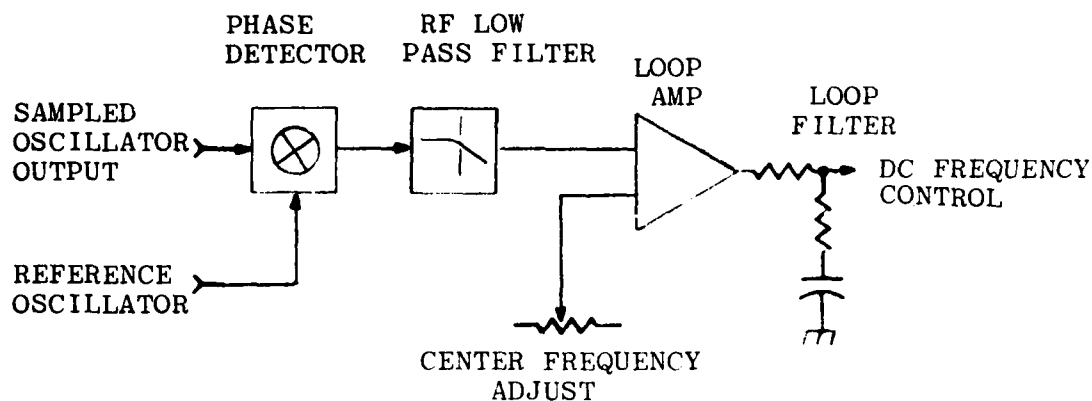 PHASE
DETECTOR
RF LOW
PASS FILTER
LOOP
AMP
LOOP
FILTER
SAMPLED
OSCILLATOR
OUTPUT
DC FREQUENCY
CONTROL
REFERENCE
OSCILLATOR
CENTER FREQUENCY
ADJUST